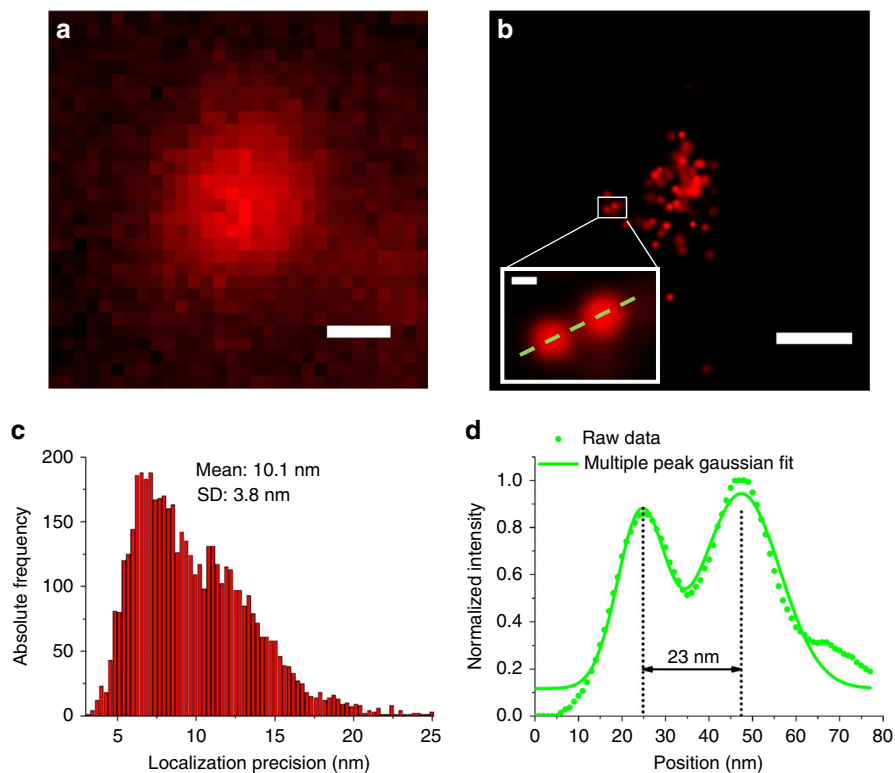 a
b
c
200
150
100
50
0
Absolute frequency
Mean: 10.1 nm
SD: 3.8 nm
5
10
15
20
25
Localization precision (nm)
d
Raw data
Multiple peak gaussian fit
1.0
0.8
0.6
0.4
0.2
0.0
Normalized intensity
23 nm
0
10
20
30
40
50
60
70
80
Position (nm)